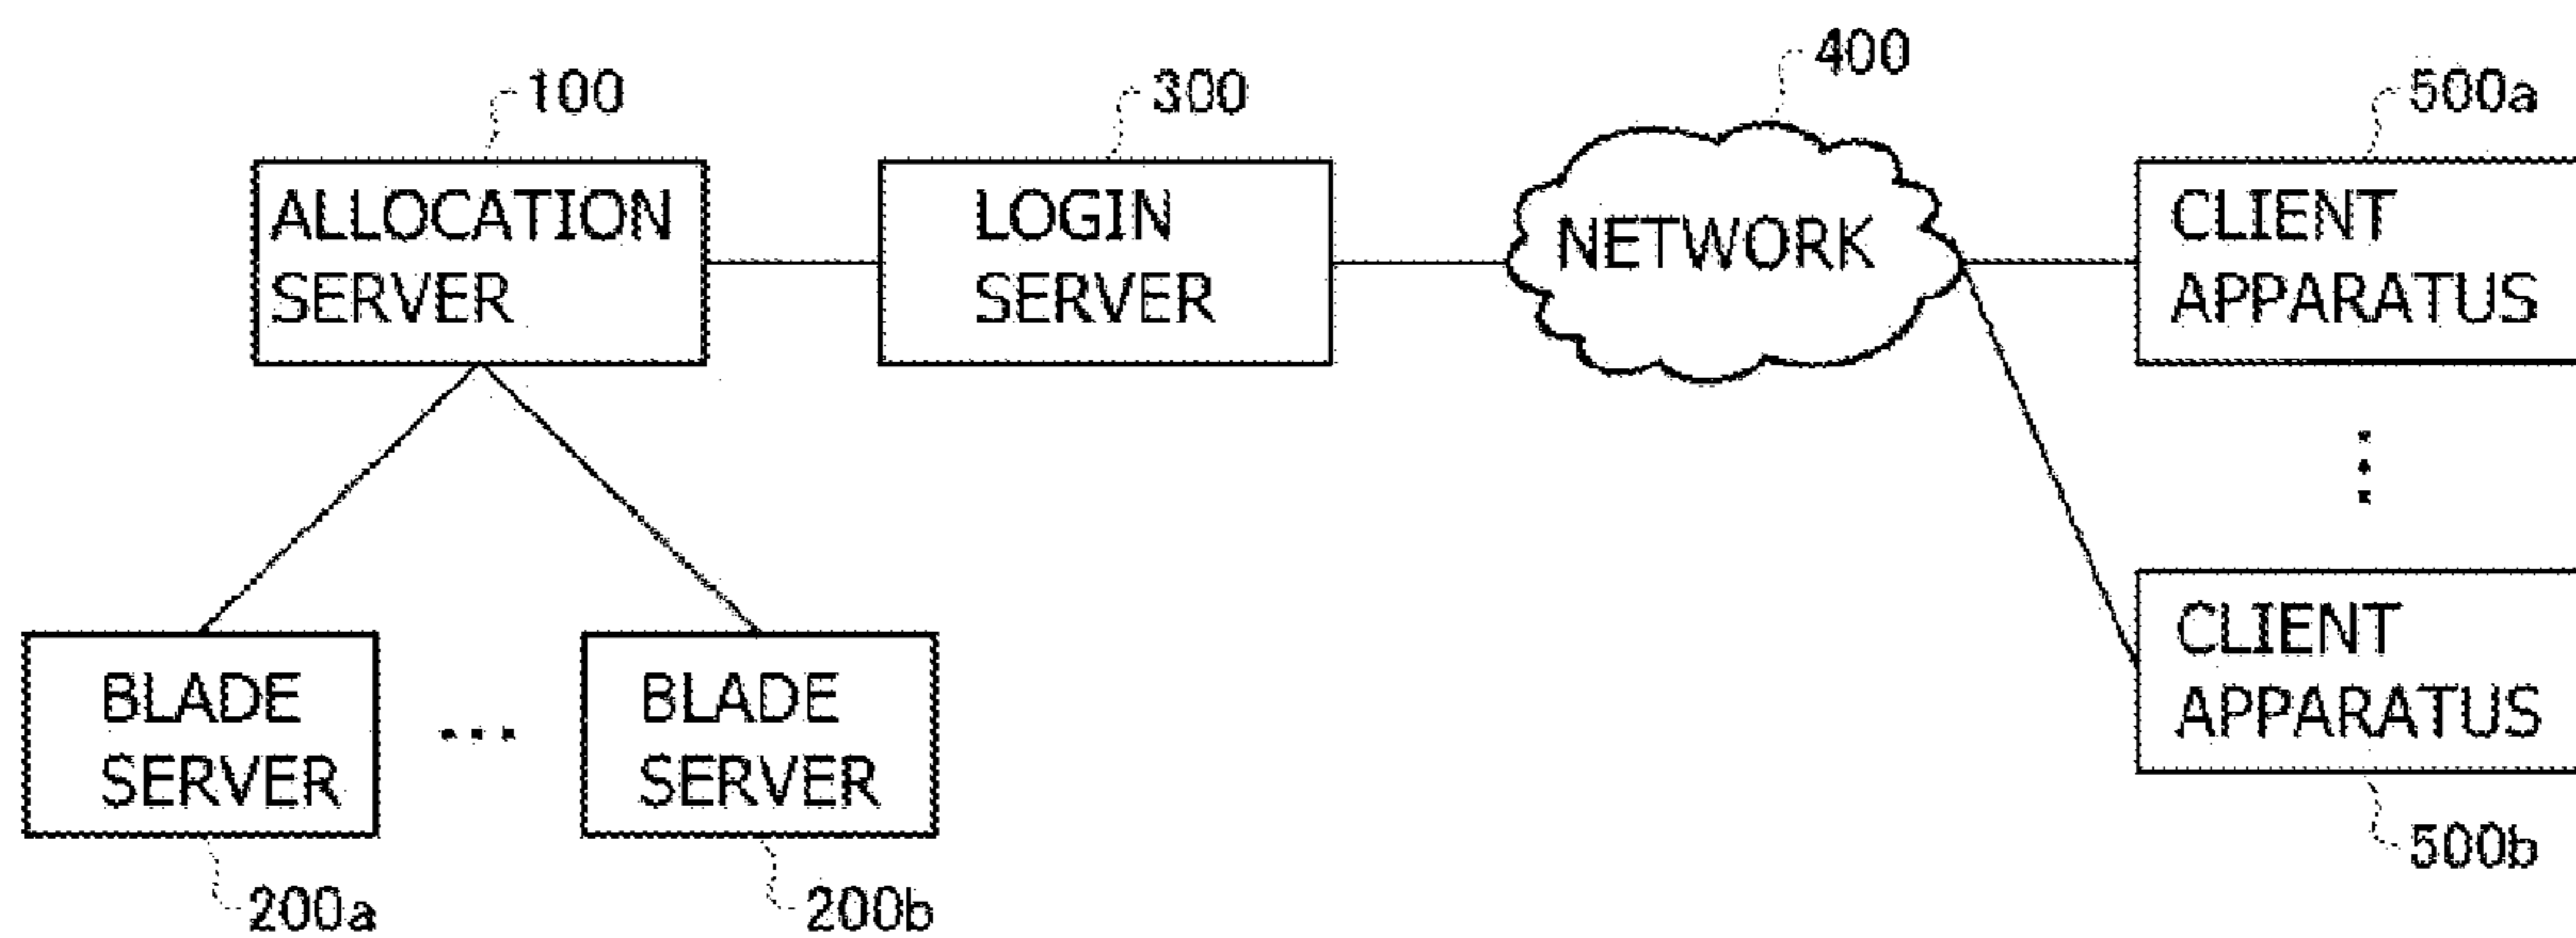 400
100
300
500a
ALLOCATION
SERVER
LOGIN
SERVER
NETWORK
CLIENT
APPARATUS
⋮
BLADE
SERVER
...
BLADE
SERVER
CLIENT
APPARATUS
200a
200b
500b